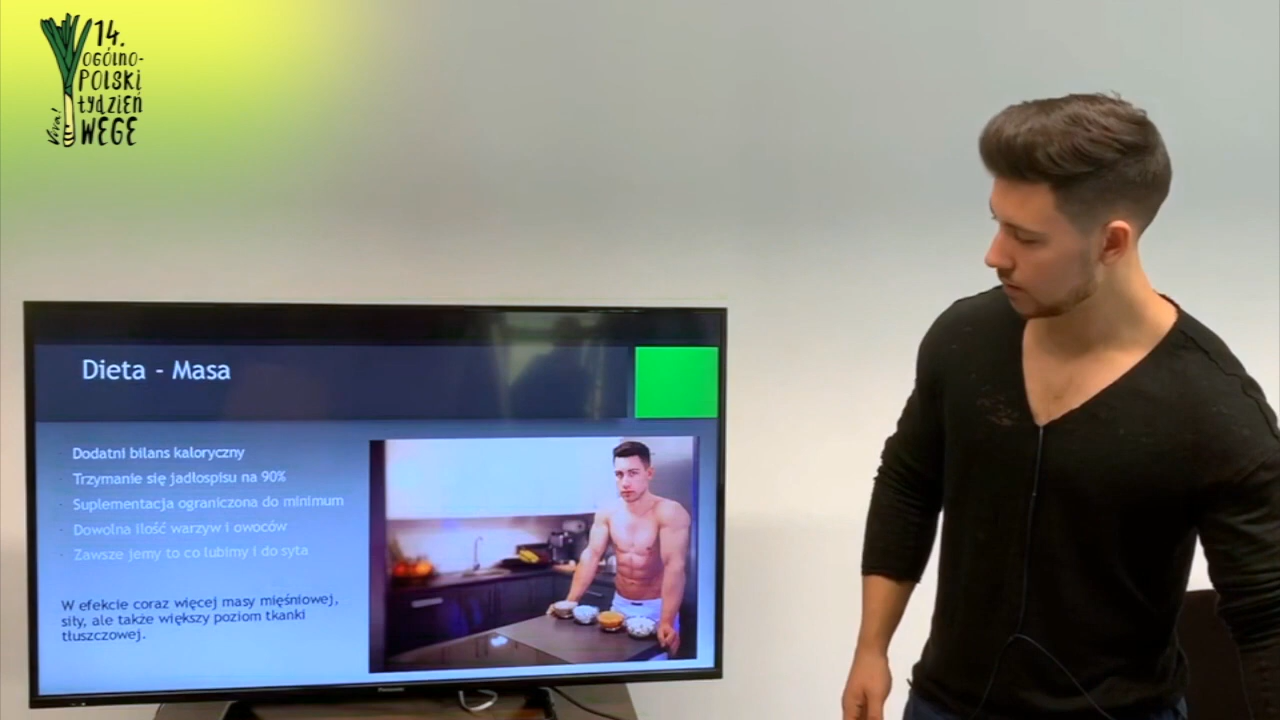 14.
OGÓLNO-
POLSKI
tydzień
WEGE
Viva!
Dieta - Masa
Dodatni bilans kaloryczny
Trzymanie się jadłospisu na 90%
Suplementacja ograniczona do minimum
Dowolna ilość warzyw i owoców
Zawsze jemy to co lubimy i do syta
W efekcie coraz więcej masy mięśniowej,
siły, ale także większy poziom tkanki
tłuszczowej.
Panasonic